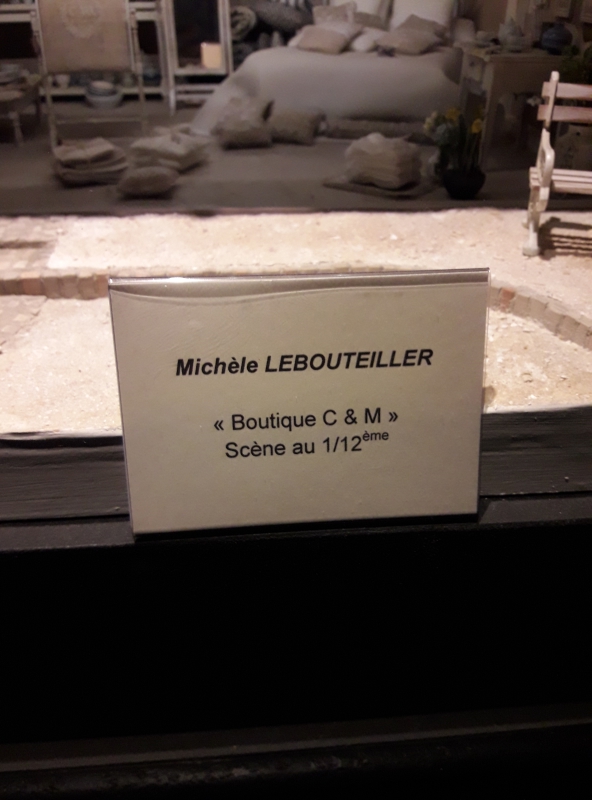 Michèle LEBOUTEILLER
« Boutique C & M »
Scène au 1/12ème